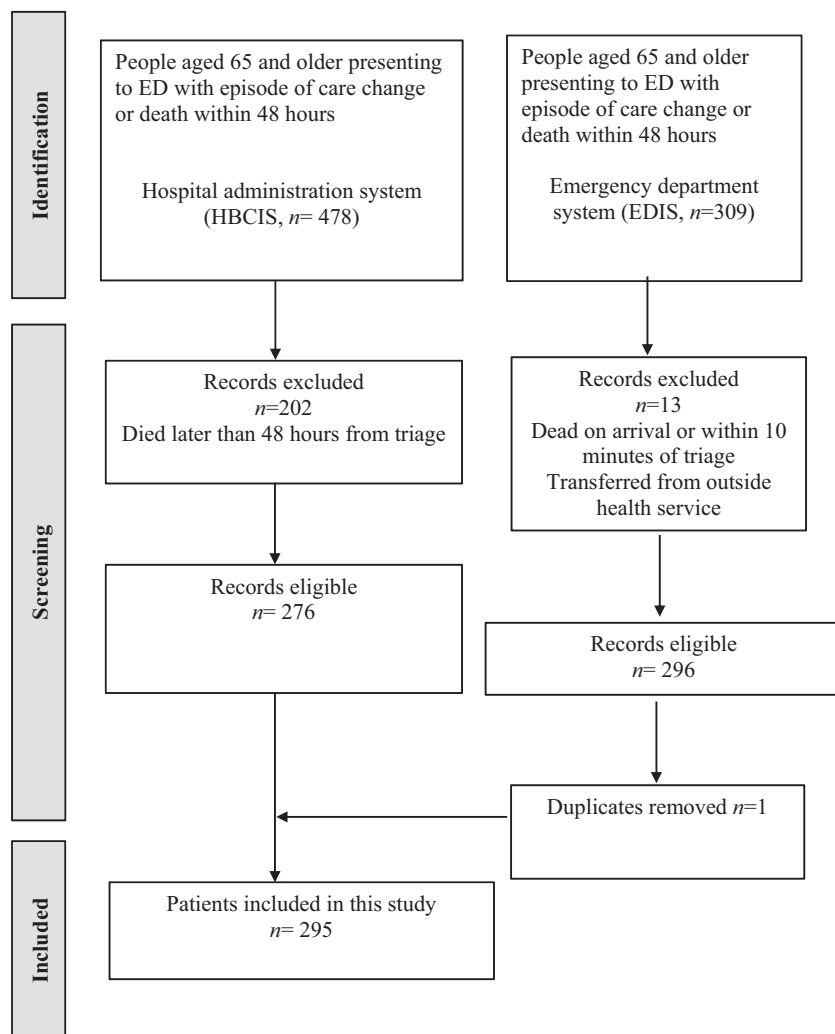 Identification
People aged 65 and older presenting
to ED with episode of care change
or death within 48 hours
Hospital administration system
(HBCIS, n= 478)
People aged 65 and older
presenting to ED with
episode of care change or
death within 48 hours
Emergency department
system (EDIS, n=309)
Screening
Records excluded
n=202
Died later than 48 hours from triage
Records excluded
n=13
Dead on arrival or within 10
minutes of triage
Transferred from outside
health service
Records eligible
n= 276
Records eligible
n= 296
Duplicates removed n=1
Included
Patients included in this study
n= 295